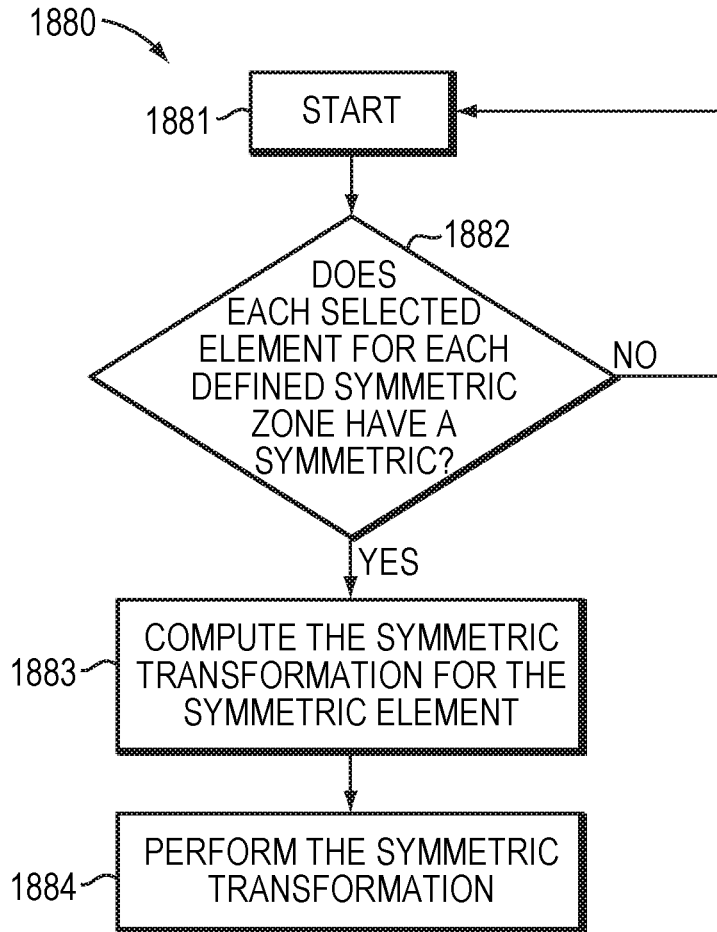 1880
START
1881
1882
DOES
EACH SELECTED
ELEMENT FOR EACH
DEFINED SYMMETRIC
ZONE HAVE A
SYMMETRIC?
NO
YES
COMPUTE THE SYMMETRIC
TRANSFORMATION FOR THE
SYMMETRIC ELEMENT
1883
PERFORM THE SYMMETRIC
TRANSFORMATION
1884